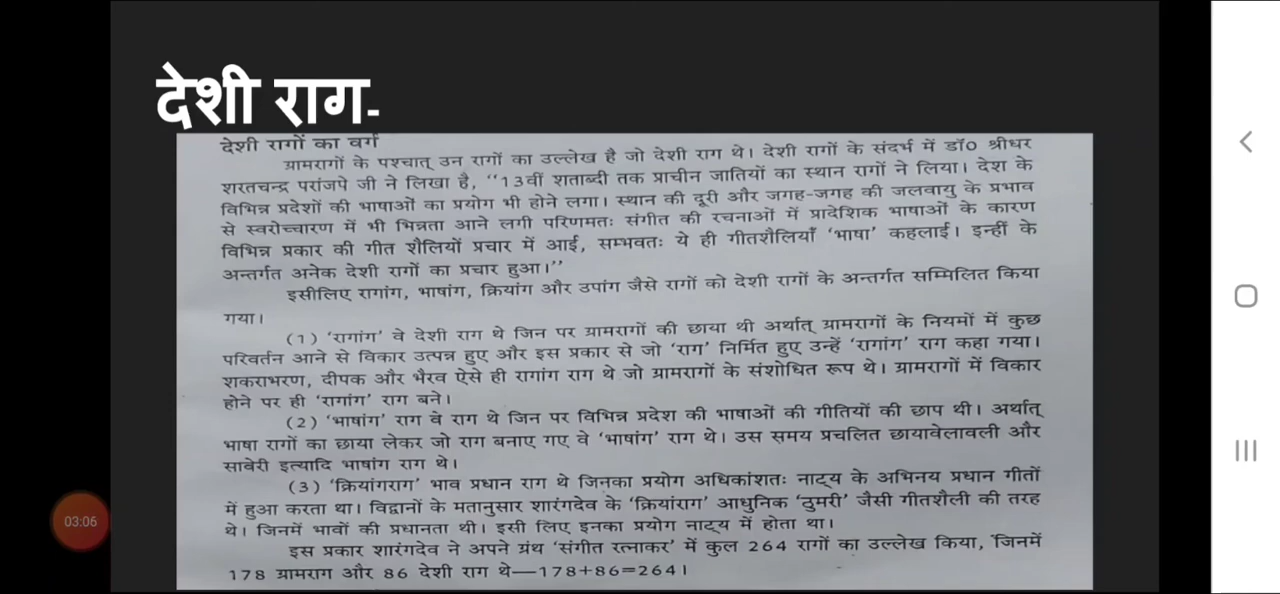 देशी राग-
देशी रागों का वर्ग
ग्रामरागों के पश्चात् उन रागों का उल्लेख है जो देशी राग थे। देशी रागों के संदर्भ में डॉ0 श्रीधर
शरतचन्द्र परांजपे जी ने लिखा है, ‘‘13वीं शताब्दी तक प्राचीन जातियों का स्थान रागों ने लिया। देश के
विभिन्न प्रदेशों की भाषाओं का प्रयोग भी होने लगा। स्थान की दूरी और जगह-जगह की जलवायु के प्रभाव
से स्वरोच्चारण में भी भिन्नता आने लगी परिणमतः संगीत की रचनाओं में प्रादेशिक भाषाओं के कारण
विभिन्न प्रकार की गीत शैलियों प्रचार में आई, सम्भवतः ये ही गीतशैलियाँ ‘भाषा’ कहलाई। इन्हीं के
अन्तर्गत अनेक देशी रागों का प्रचार हुआ।’’
इसीलिए रागांग, भाषांग, क्रियांग और उपांग जैसे रागों को देशी रागों के अन्तर्गत सम्मिलित किया
गया।
(1) ‘रागांग’ वे देशी राग थे जिन पर ग्रामरागों की छाया थी अर्थात् ग्रामरागों के नियमों में कुछ
परिवर्तन आने से विकार उत्पन्न हुए और इस प्रकार से जो ‘राग’ निर्मित हुए उन्हें ‘रागांग’ राग कहा गया।
शकराभरण, दीपक और भैरव ऐसे ही रागांग राग थे जो ग्रामरागों के संशोधित रूप थे। ग्रामरागों में विकार
होने पर ही ‘रागांग’ राग बने।
(2) ‘भाषांग’ राग वे राग थे जिन पर विभिन्न प्रदेश की भाषाओं की गीतियों की छाप थी। अर्थात्
भाषा रागों का छाया लेकर जो राग बनाए गए वे ‘भाषांग’ राग थे। उस समय प्रचलित छायावेलावली और
सावेरी इत्यादि भाषांग राग थे।
(3) ‘क्रियांगराग’ भाव प्रधान राग थे जिनका प्रयोग अधिकांशतः नाट्य के अभिनय प्रधान गीतों
में हुआ करता था। विद्वानों के मतानुसार शारंगदेव के ‘क्रियांराग’ आधुनिक ‘ठुमरी’ जैसी गीतशैली की तरह
थे। जिनमें भावों की प्रधानता थी। इसी लिए इनका प्रयोग नाट्य में होता था।
इस प्रकार शारंगदेव ने अपने ग्रंथ ‘संगीत रत्नाकर’ में कुल 264 रागों का उल्लेख किया, जिनमें
178 ग्रामराग और 86 देशी राग थे—178+86=264।
03:06